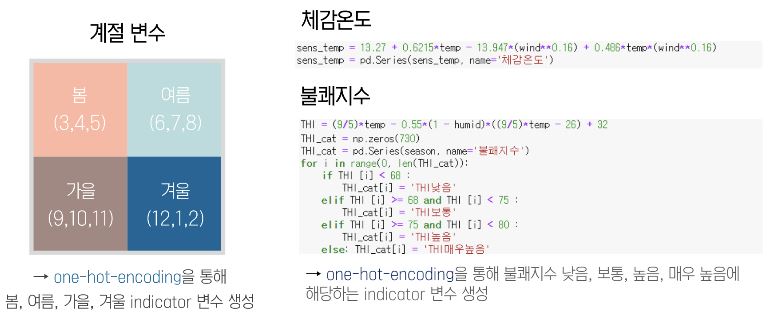 계절 변수
봄
(3,4,5)
여름
(6,7,8)
가을
(9,10,11)
겨울
(12,1,2)
→ one-hot-encoding을 통해
봄, 여름, 가을, 겨울 indicator 변수 생성
체감온도
sens_temp = 13.27 + 0.6215*temp - 13.947*(wind**0.16) + 0.486*temp*(wind**0.16)
sens_temp = pd.Series(sens_temp, name='체감온도')
불쾌지수
THI = (9/5)*temp - 0.55*(1 - humid)*((9/5)*temp - 26) + 32
THI_cat = np.zeros(730)
THI_cat = pd.Series(season, name='불쾌지수')
for i in range(0, len(THI_cat)):
    if THI [i] < 68 :
        THI_cat[i] = 'THI낮음'
    elif THI [i] >= 68 and THI [i] < 75 :
        THI_cat[i] = 'THI보통'
    elif THI [i] >= 75 and THI [i] < 80 :
        THI_cat[i] = 'THI높음'
    else: THI_cat[i] = 'THI매우높음'
→ one-hot-encoding을 통해 불쾌지수 낮음, 보통, 높음, 매우 높음에
해당하는 indicator 변수 생성